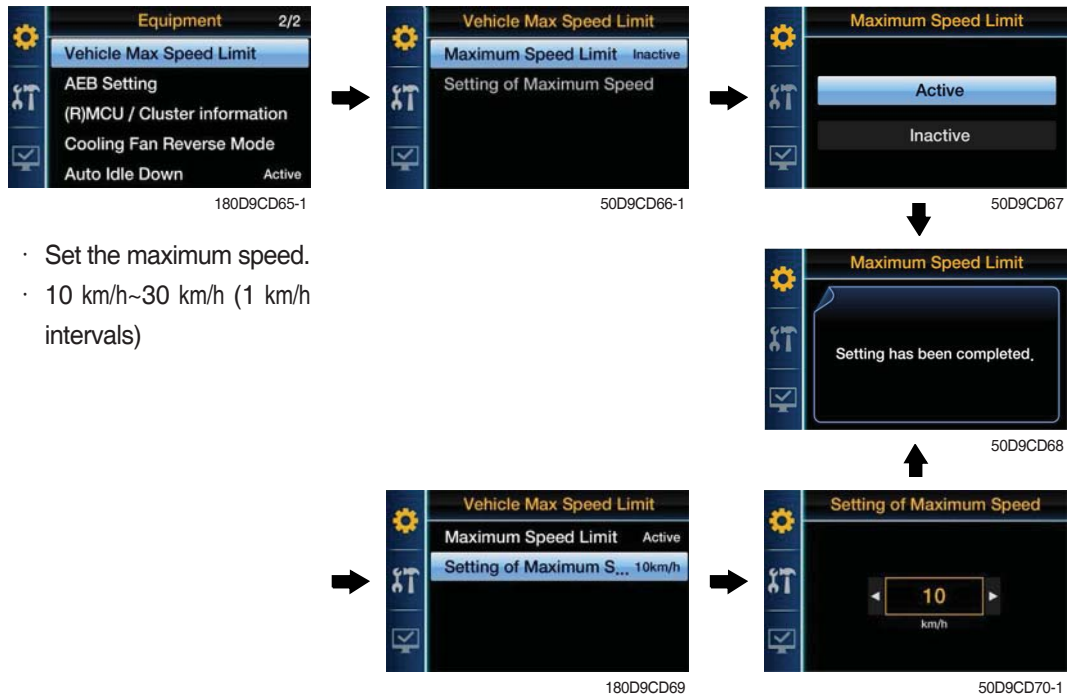 Equipment 2/2
Vehicle Max Speed Limit
AEB Setting
(R)MCU / Cluster information
Cooling Fan Reverse Mode
Auto Idle Down Active
180D9CD65-1
Vehicle Max Speed Limit
Maximum Speed Limit Inactive
Setting of Maximum Speed
50D9CD66-1
Maximum Speed Limit
Active
Inactive
50D9CD67
· Set the maximum speed.
· 10 km/h~30 km/h (1 km/h
intervals)
Maximum Speed Limit
Setting has been completed.
50D9CD68
Vehicle Max Speed Limit
Maximum Speed Limit Active
Setting of Maximum S... 10km/h
180D9CD69
Setting of Maximum Speed
10
km/h
50D9CD70-1